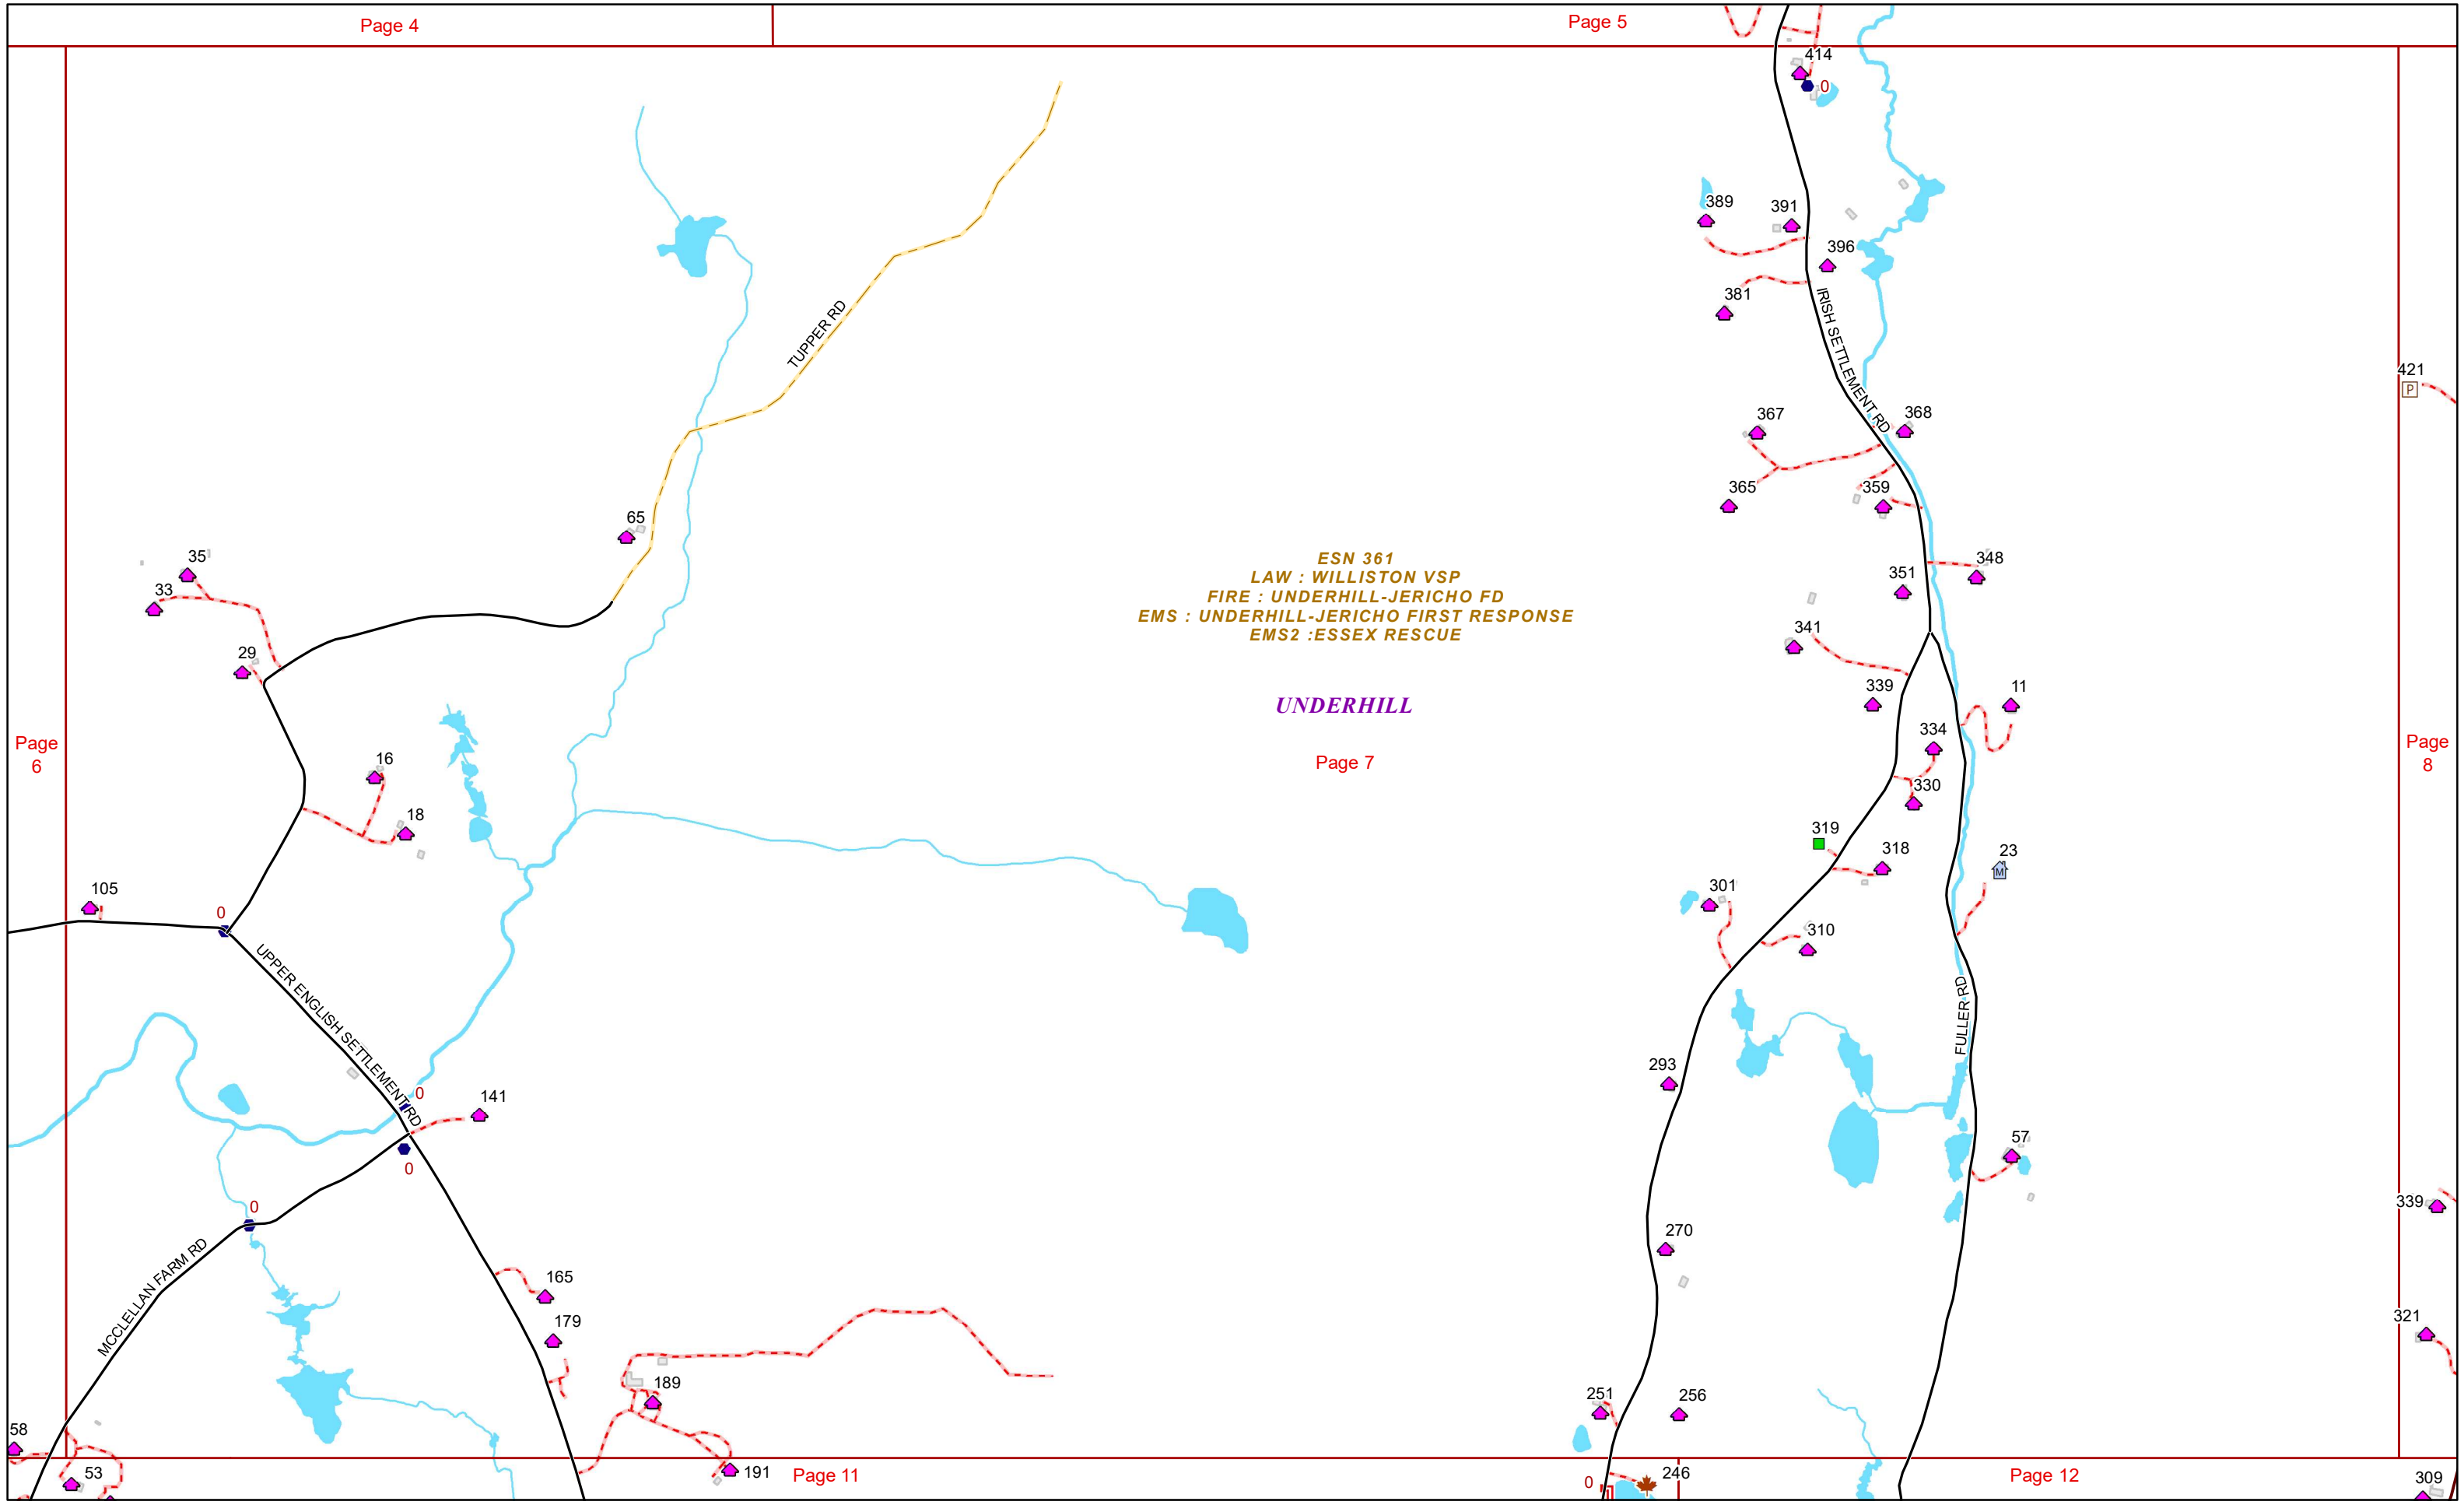 Page 4
Page 5
414
0
389
391
396
381
IRISH SETTLEMENT RD
TUPPER RD
421
P
367
368
365
359
65
35
33
348
351
ESN 361
LAW : WILLISTON VSP
FIRE : UNDERHILL-JERICHO FD
EMS : UNDERHILL-JERICHO FIRST RESPONSE
EMS2 :ESSEX RESCUE
341
29
339
11
UNDERHILL
334
Page
6
Page 7
Page
8
16
330
18
319
318
23
M
105
301
0
310
UPPER ENGLISH SETTLEMENT RD
FULLER RD
293
0
141
57
0
339
0
270
MCCLELLAN FARM RD
165
179
321
189
251
256
58
53
191
Page 11
0
246
Page 12
309